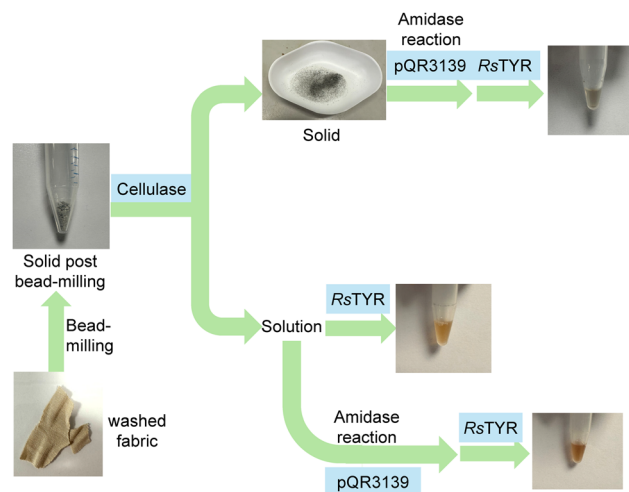 Amidase
reaction
pQR3139 RsTYR
Solid
Cellulase
Solid post
bead-milling
Bead-
milling
washed
fabric
Solution
RsTYR
Amidase
reaction
pQR3139
RsTYR